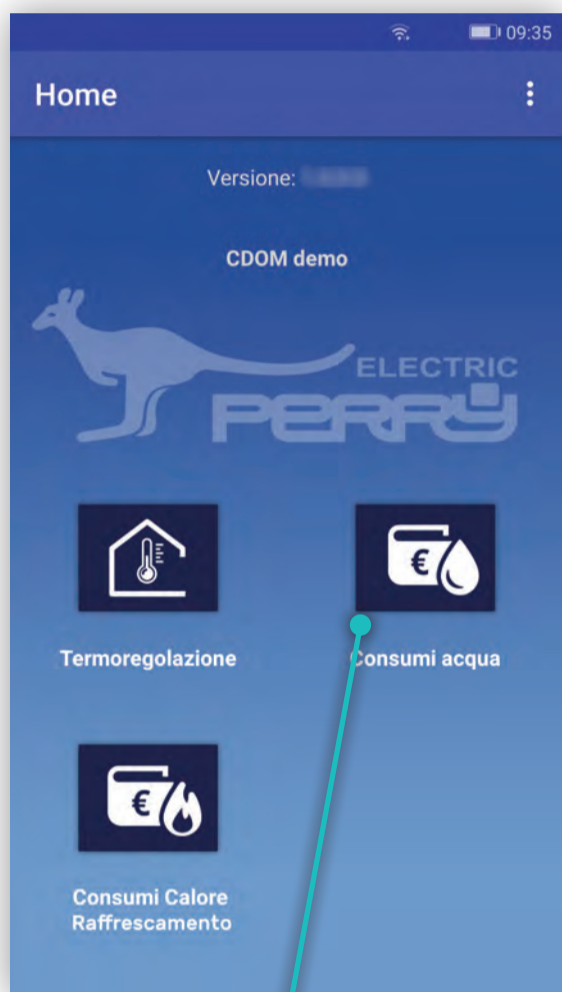 09:35
Home
Versione:
CDOM demo
ELECTRIC
PERRY
€
€
Termoregolazione
Consumi acqua
€
Consumi Calore
Raffrescamento